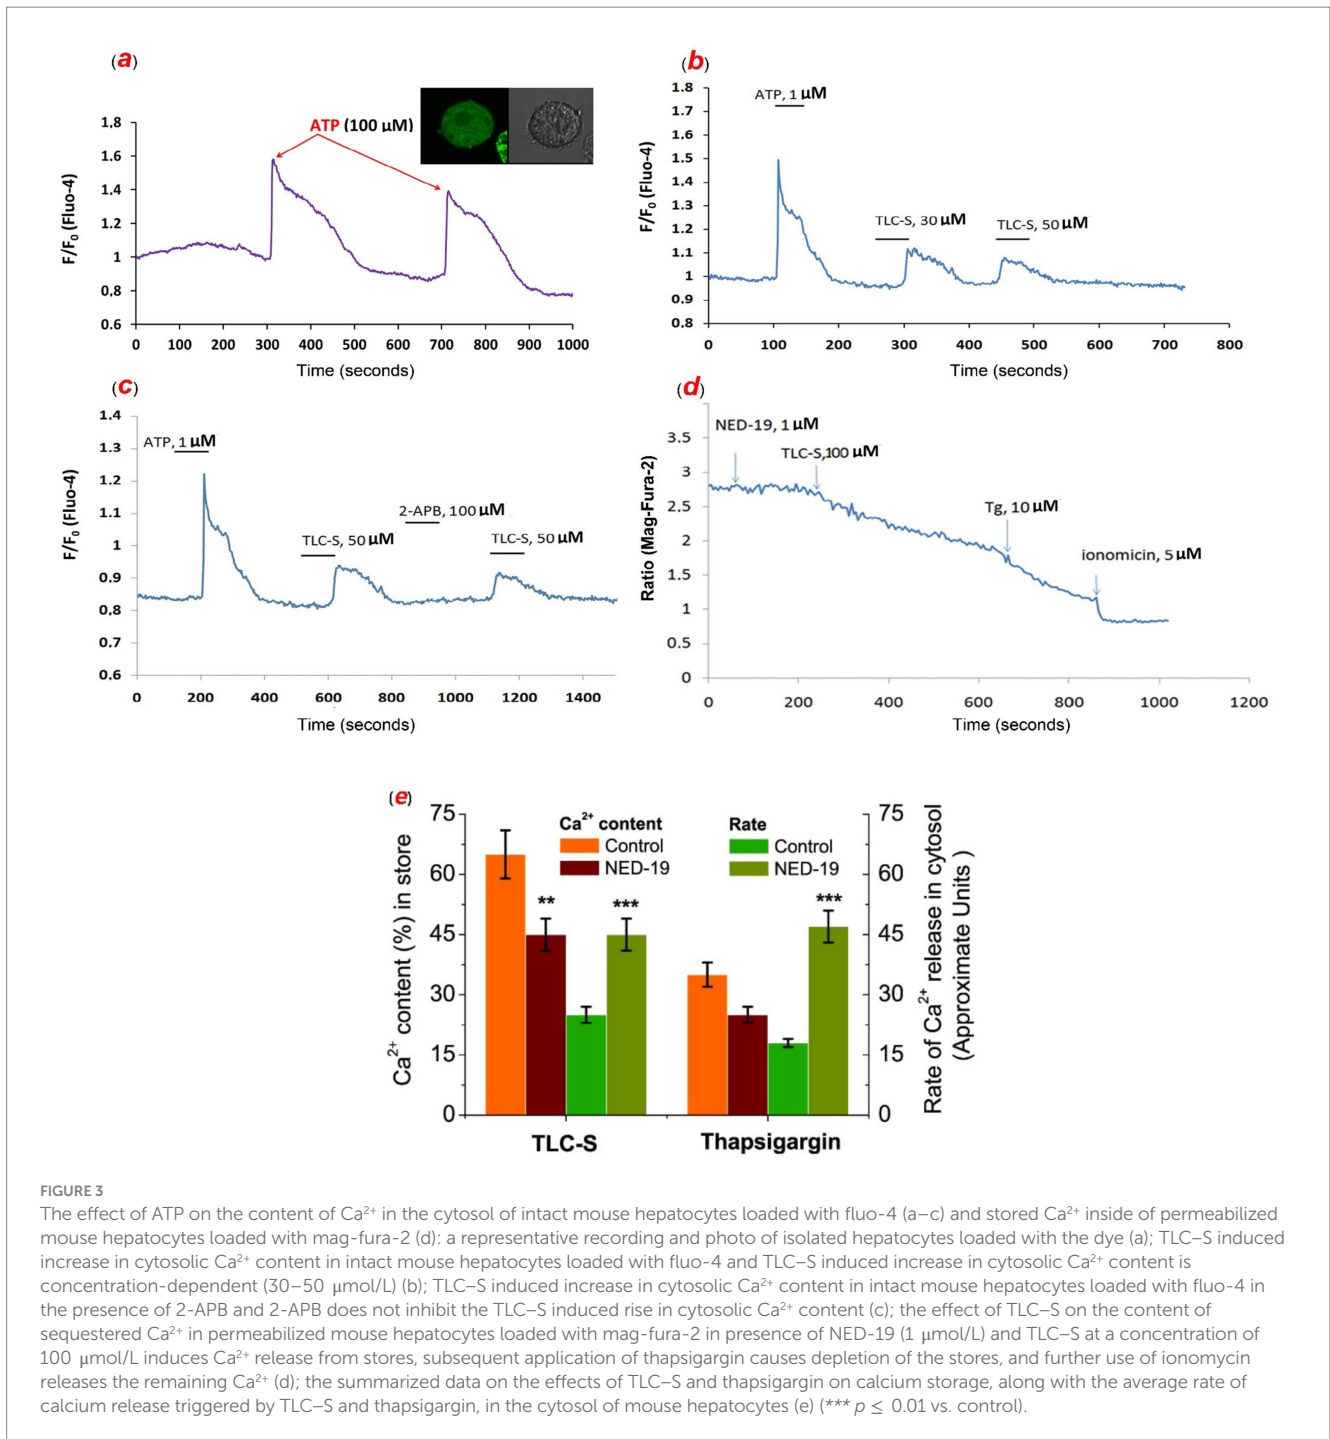 (a)
ATP (100 µM)
F/F0 (Fluo-4)
1.8
1.6
1.4
1.2
1
0.8
0.6
0 100 200 300 400 500 600 700 800 900 1000
Time (seconds)
(b)
ATP, 1 µM
TLC-S, 30 µM
TLC-S, 50 µM
F/F0 (Fluo-4)
1.8
1.7
1.6
1.5
1.4
1.3
1.2
1.1
1
0.9
0.8
0 100 200 300 400 500 600 700 800
Time (seconds)
(c)
ATP, 1 µM
2-APB, 100 µM
TLC-S, 50 µM
TLC-S, 50 µM
F/F0 (Fluo-4)
1.4
1.3
1.2
1.1
1
0.9
0.8
0.7
0.6
0 200 400 600 800 1000 1200 1400
Time (seconds)
(d)
NED-19, 1 µM
TLC-S,100 µM
Tg, 10 µM
ionomicin, 5 µM
Ratio (Mag-Fura-2)
3.5
3
2.5
2
1.5
1
0.5
0
0 200 400 600 800 1000 1200
Time (seconds)
(e)
Ca2+ content (%) in store
75
60
45
30
15
0
Ca2+ content
Control
NED-19
Rate
Control
NED-19
**
***
***
75
60
45
30
15
0
Rate of Ca2+ release in cytosol
(Approximate Units )
TLC-S
Thapsigargin
FIGURE 3
The effect of ATP on the content of Ca2+ in the cytosol of intact mouse hepatocytes loaded with fluo-4 (a–c) and stored Ca2+ inside of permeabilized
mouse hepatocytes loaded with mag-fura-2 (d): a representative recording and photo of isolated hepatocytes loaded with the dye (a); TLC–S induced
increase in cytosolic Ca2+ content in intact mouse hepatocytes loaded with fluo-4 and TLC–S induced increase in cytosolic Ca2+ content is
concentration-dependent (30–50 µmol/L) (b); TLC–S induced increase in cytosolic Ca2+ content in intact mouse hepatocytes loaded with fluo-4 in
the presence of 2-APB and 2-APB does not inhibit the TLC–S induced rise in cytosolic Ca2+ content (c); the effect of TLC–S on the content of
sequestered Ca2+ in permeabilized mouse hepatocytes loaded with mag-fura-2 in presence of NED-19 (1 µmol/L) and TLC–S at a concentration of
100 µmol/L induces Ca2+ release from stores, subsequent application of thapsigargin causes depletion of the stores, and further use of ionomycin
releases the remaining Ca2+ (d); the summarized data on the effects of TLC–S and thapsigargin on calcium storage, along with the average rate of
calcium release triggered by TLC–S and thapsigargin, in the cytosol of mouse hepatocytes (e) (*** p ≤ 0.01 vs. control).